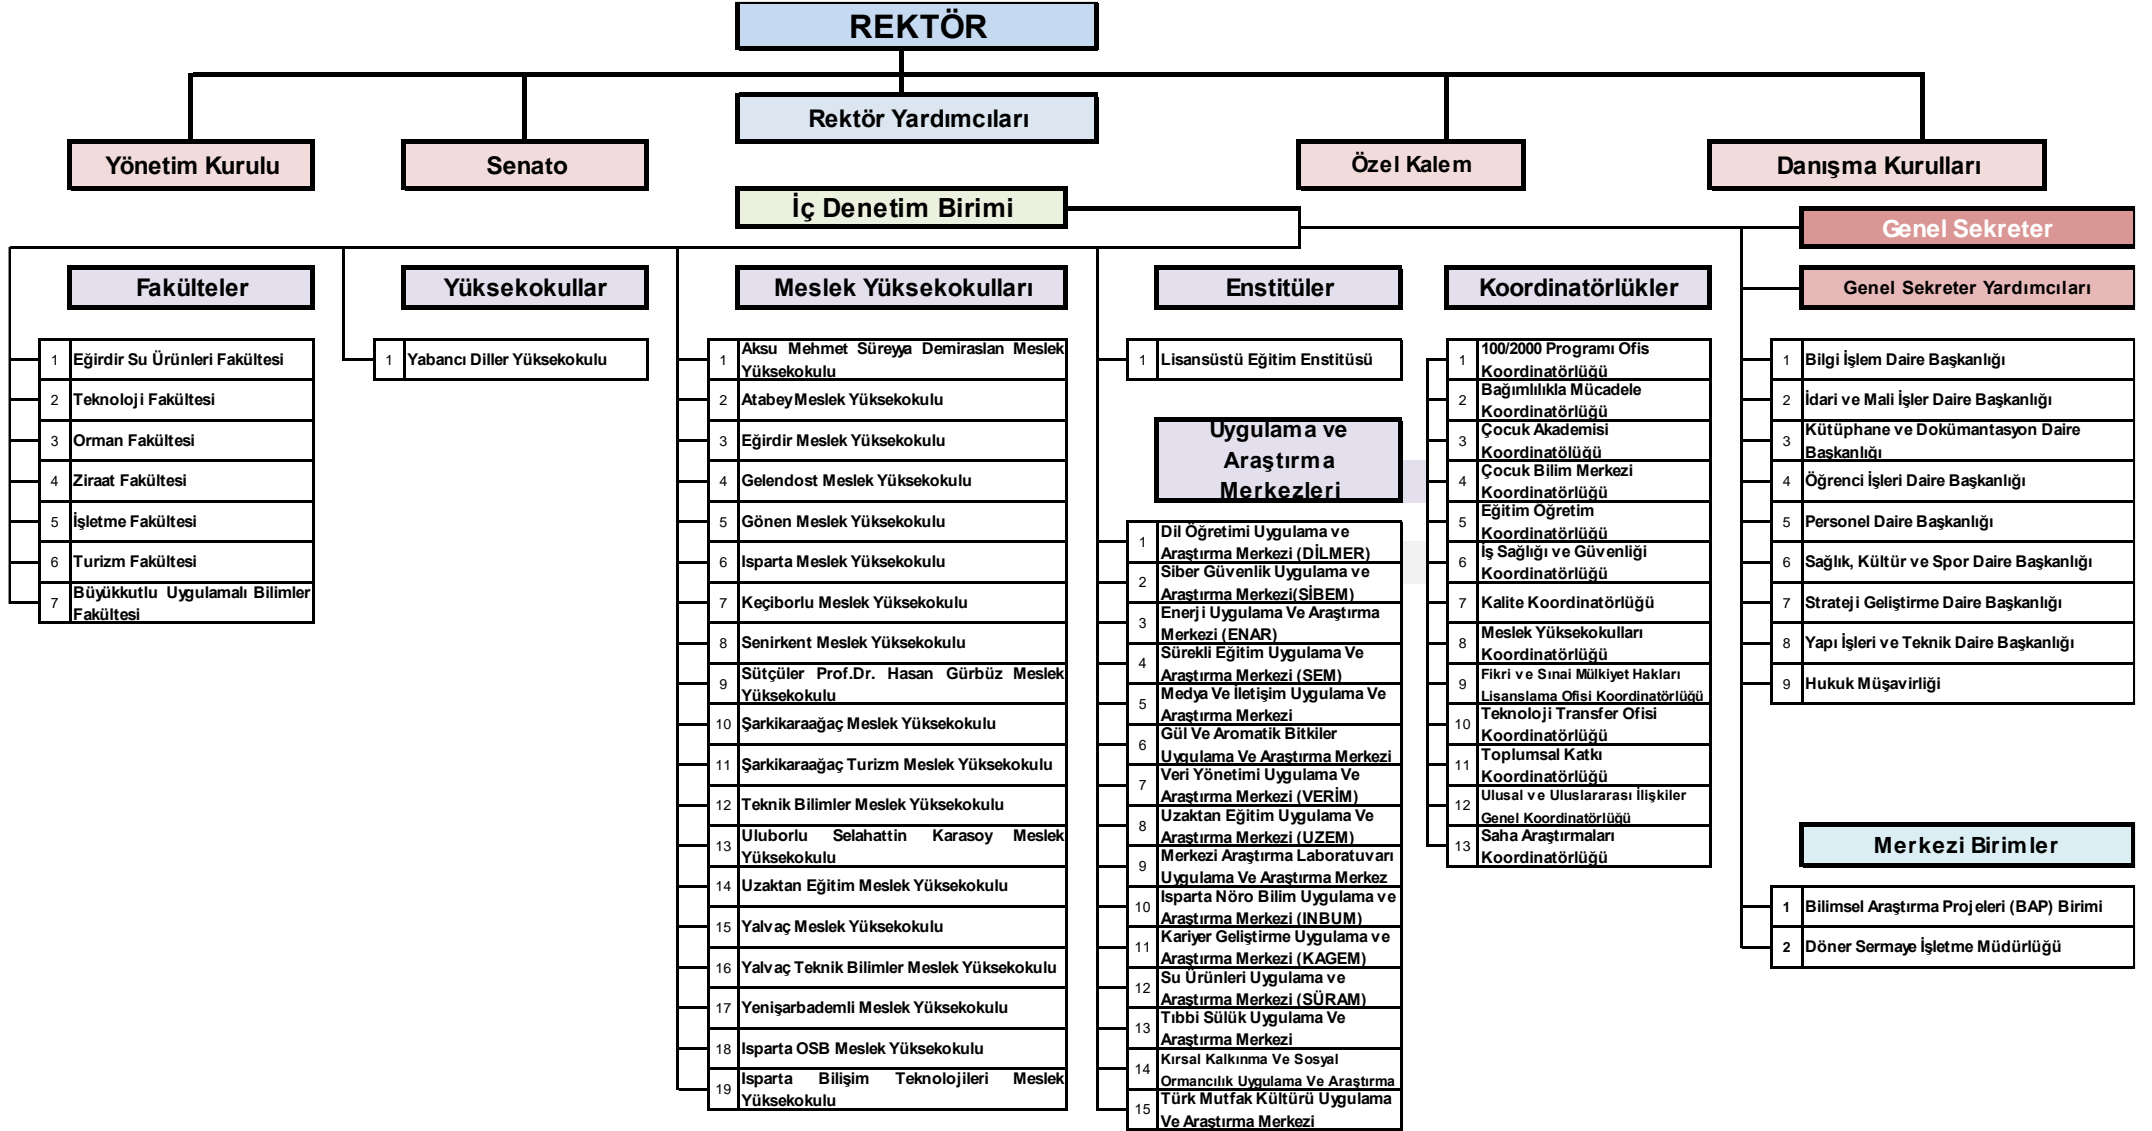 REKTÖR
Rektör Yardımcıları
Yönetim Kurulu
Senato
Özel Kalem
Danışma Kurulları
İç Denetim Birimi
Genel Sekreter
Genel Sekreter Yardımcıları
Fakülteler
1 Eğirdir Su Ürünleri Fakültesi
2 Teknoloji Fakültesi
3 Orman Fakültesi
4 Ziraat Fakültesi
5 İşletme Fakültesi
6 Turizm Fakültesi
7 Büyükkutlu Uygulamalı Bilimler
Fakültesi
Yüksekokullar
1 Yabancı Diller Yüksekokulu
Meslek Yüksekokulları
1 Aksu Mehmet Süreyya Demiraslan Meslek
Yüksekokulu
2 Atabey Meslek Yüksekokulu
3 Eğirdir Meslek Yüksekokulu
4 Gelendost Meslek Yüksekokulu
5 Gönen Meslek Yüksekokulu
6 Isparta Meslek Yüksekokulu
7 Keçiborlu Meslek Yüksekokulu
8 Senirkent Meslek Yüksekokulu
9 Sütçüler Prof.Dr. Hasan Gürbüz Meslek
Yüksekokulu
10 Şarkikaraağaç Meslek Yüksekokulu
11 Şarkikaraağaç Turizm Meslek Yüksekokulu
12 Teknik Bilimler Meslek Yüksekokulu
13 Uluborlu Selahattin Karasoy Meslek
Yüksekokulu
14 Uzaktan Eğitim Meslek Yüksekokulu
15 Yalvaç Meslek Yüksekokulu
16 Yalvaç Teknik Bilimler Meslek Yüksekokulu
17 Yenişarbademli Meslek Yüksekokulu
18 Isparta OSB Meslek Yüksekokulu
19 Isparta Bilişim Teknolojileri Meslek
Yüksekokulu
Enstitüler
1 Lisansüstü Eğitim Enstitüsü
Uygulama ve
Araştırma
Merkezleri
1 Dil Öğretimi Uygulama ve
Araştırma Merkezi (DİLMER)
2 Siber Güvenlik Uygulama ve
Araştırma Merkezi(SİBEM)
3 Enerji Uygulama Ve Araştırma
Merkezi (ENAR)
4 Sürekli Eğitim Uygulama Ve
Araştırma Merkezi (SEM)
5 Medya Ve İletişim Uygulama Ve
Araştırma Merkezi
6 Gül Ve Aromatik Bitkiler
Uygulama Ve Araştırma Merkezi
7 Veri Yönetimi Uygulama Ve
Araştırma Merkezi (VERİM)
8 Uzaktan Eğitim Uygulama Ve
Araştırma Merkezi (UZEM)
9 Merkezi Araştırma Laboratuvarı
Uygulama Ve Araştırma Merkez
10 Isparta Nöro Bilim Uygulama ve
Araştırma Merkezi (INBUM)
11 Kariyer Geliştirme Uygulama ve
Araştırma Merkezi (KAGEM)
12 Su Ürünleri Uygulama ve
Araştırma Merkezi (SÜRAM)
13 Tıbbi Sülük Uygulama Ve
Araştırma Merkezi
14 Kırsal Kalkınma Ve Sosyal
Ormancılık Uygulama Ve Araştırma
15 Türk Mutfak Kültürü Uygulama
Ve Araştırma Merkezi
Koordinatörlükler
1 100/2000 Programı Ofis
Koordinatörlüğü
2 Bağımlılıkla Mücadele
Koordinatörlüğü
3 Çocuk Akademisi
Koordinatölüğü
4 Çocuk Bilim Merkezi
Koordinatörlüğü
5 Eğitim Öğretim
Koordinatörlüğü
6 İş Sağlığı ve Güvenliği
Koordinatörlüğü
7 Kalite Koordinatörlüğü
8 Meslek Yüksekokulları
Koordinatörlüğü
9 Fikri ve Sınai Mülkiyet Hakları
Lisanslama Ofisi Koordinatörlüğü
10 Teknoloji Transfer Ofisi
Koordinatörlüğü
11 Toplumsal Katkı
Koordinatörlüğü
12 Ulusal ve Uluslararası İlişkiler
Genel Koordinatörlüğü
13 Saha Araştırmaları
Koordinatörlüğü
1 Bilgi İşlem Daire Başkanlığı
2 İdari ve Mali İşler Daire Başkanlığı
3 Kütüphane ve Dokümantasyon Daire
Başkanlığı
4 Öğrenci İşleri Daire Başkanlığı
5 Personel Daire Başkanlığı
6 Sağlık, Kültür ve Spor Daire Başkanlığı
7 Strateji Geliştirme Daire Başkanlığı
8 Yapı İşleri ve Teknik Daire Başkanlığı
9 Hukuk Müşavirliği
Merkezi Birimler
1 Bilimsel Araştırma Projeleri (BAP) Birimi
2 Döner Sermaye İşletme Müdürlüğü